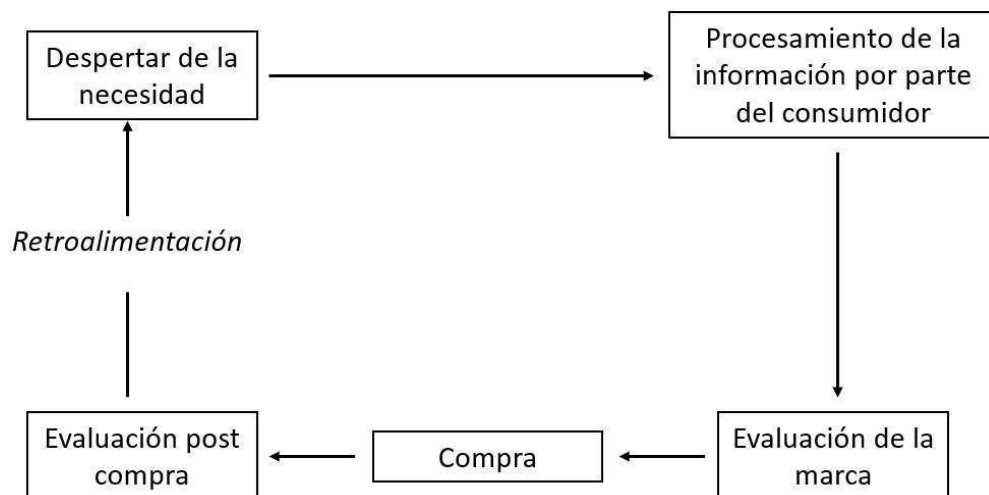 Despertar de la
necesidad
Procesamiento de la
información por parte
del consumidor
Retroalimentación
Evaluación post
compra
Compra
Evaluación de la
marca